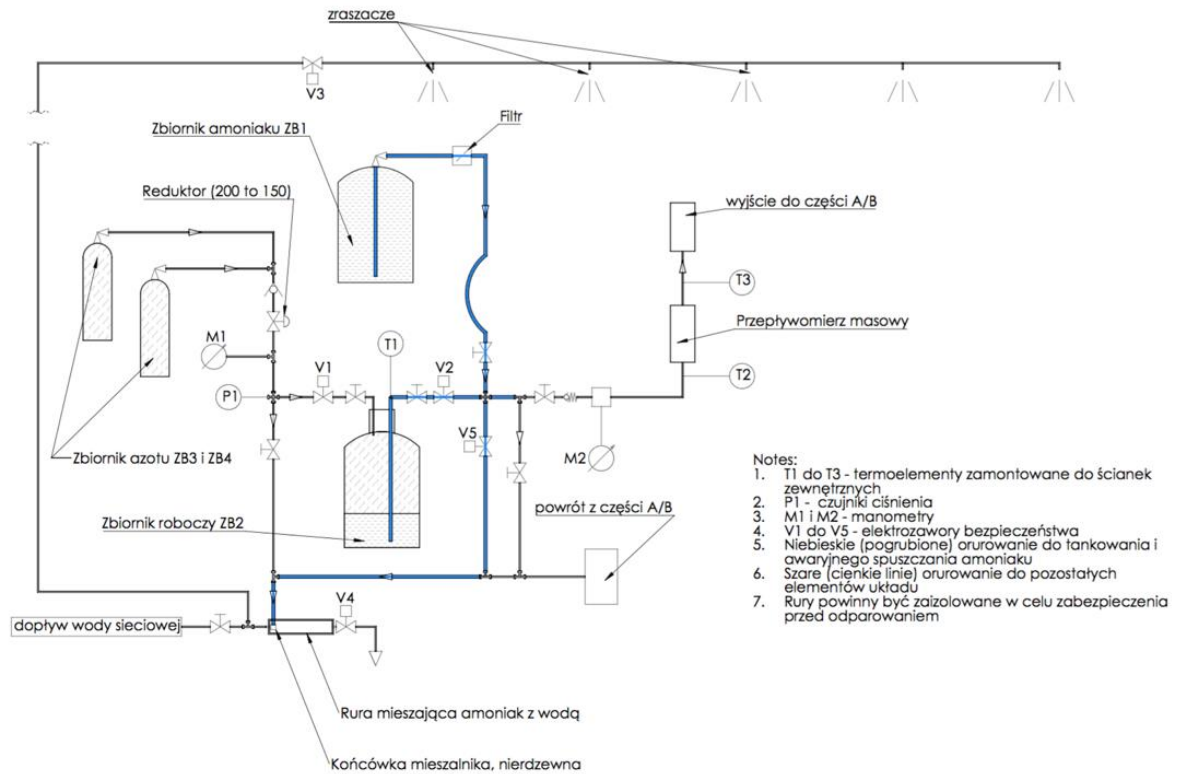 zraszacze
V3
Filtr
Zbiornik amoniaku ZB1
Reduktor (200 to 150)
wyjście do części A/B
T3
M1
T1
Przepływomierz masowy
V1
V2
T2
P1
V5
M2
Zbiornik azotu ZB3 i ZB4
Zbiornik roboczy ZB2
powrót z części A/B
Notes:
1. T1 do T3 - termoelementy zamontowane do ścianek
zewnętrznych
2. P1 - czujniki ciśnienia
3. M1 i M2 - manometry
4. V1 do V5 - elektrozawory bezpieczeństwa
5. Niebieskie (pogrubione) orurowanie do tankowania i
awaryjnego spuszczania amoniaku
6. Szare (cienkie linie) orurowanie do pozostałych
elementów układu
7. Rury powinny być zaizolowane w celu zabezpieczenia
przed odparowaniem
V4
dopływ wody sieciowej
Rura mieszająca amoniak z wodą
Końcówka mieszalnika, nierdzewna